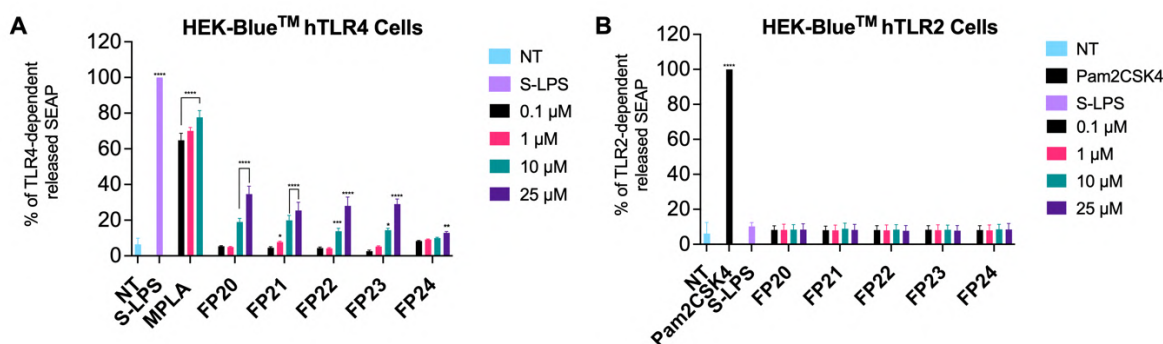 A
HEK-Blue™ hTLR4 Cells
% of TLR4-dependent
released SEAP
120
100
80
60
40
20
0
****
****
****
*
****
***
****
*
****
**
NT
S-LPS
MPLA
FP20
FP21
FP22
FP23
FP24
NT
S-LPS
0.1 µM
1 µM
10 µM
25 µM
B
HEK-Blue™ hTLR2 Cells
% of TLR2-dependent
released SEAP
120
100
80
60
40
20
0
****
NT
Pam2CSK4
S-LPS
FP20
FP21
FP22
FP23
FP24
NT
Pam2CSK4
S-LPS
0.1 µM
1 µM
10 µM
25 µM